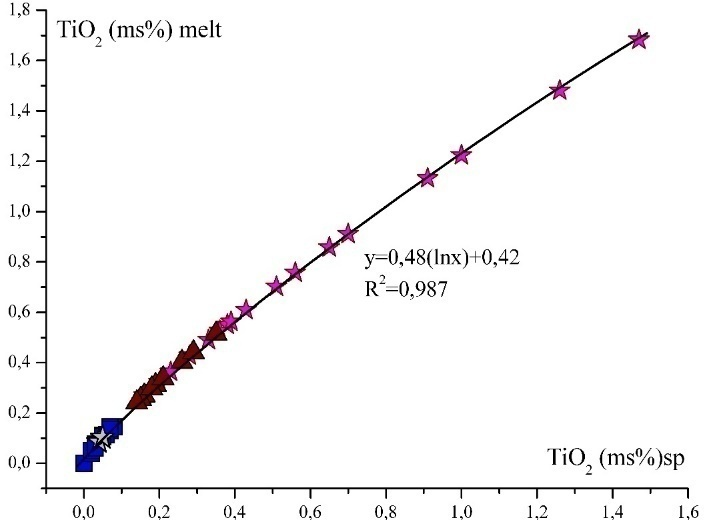 1,8
TiO2 (ms%) melt
1,6
1,4
1,2
1,0
0,8
y=0,48(lnx)+0,42
R2=0,987
0,6
0,4
0,2
TiO2 (ms%)sp
0,0
0,0 0,2 0,4 0,6 0,8 1,0 1,2 1,4 1,6